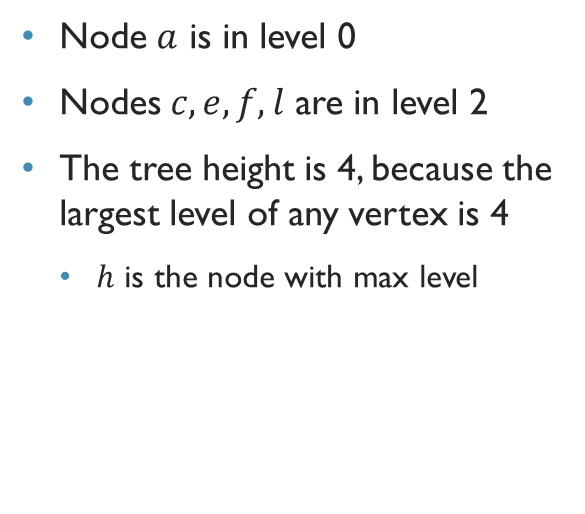 • Node a is in level 0
• Nodes c, e, f, l are in level 2
• The tree height is 4, because the
largest level of any vertex is 4
• h is the node with max level